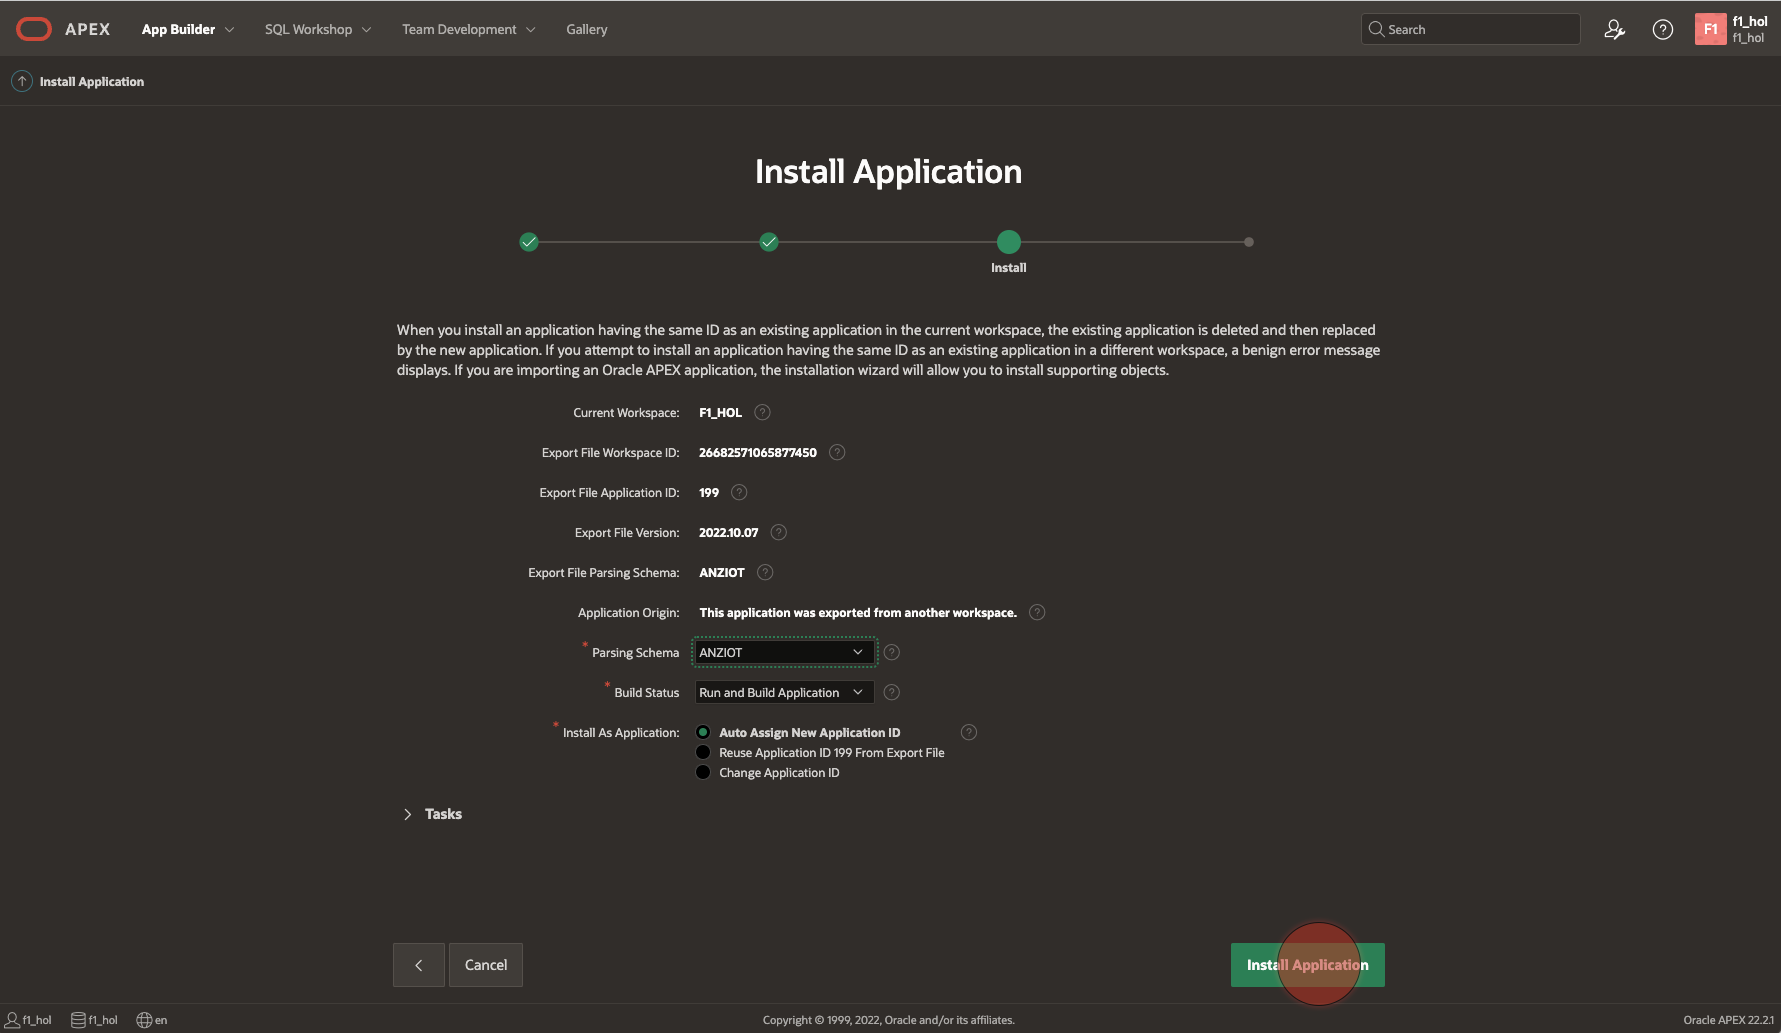 APEX App Builder SQL Workshop Team Development Gallery Search F1 f1_hol
f1_hol
Install Application
Install Application
Install
When you install an application having the same ID as an existing application in the current workspace, the existing application is deleted and then replaced
by the new application. If you attempt to install an application having the same ID as an existing application in a different workspace, a benign error message
displays. If you are importing an Oracle APEX application, the installation wizard will allow you to install supporting objects.
Current Workspace: F1_HOL ?
Export File Workspace ID: 26682571065877450 ?
Export File Application ID: 199 ?
Export File Version: 2022.10.07 ?
Export File Parsing Schema: ANZIOT ?
Application Origin: This application was exported from another workspace. ?
* Parsing Schema ANZIOT ?
* Build Status Run and Build Application ?
* Install As Application: Auto Assign New Application ID ?
Reuse Application ID 199 From Export File
Change Application ID
Tasks
Cancel Install Application
f1_hol f1_hol en Copyright © 1999, 2022, Oracle and/or its affiliates. Oracle APEX 22.2.1